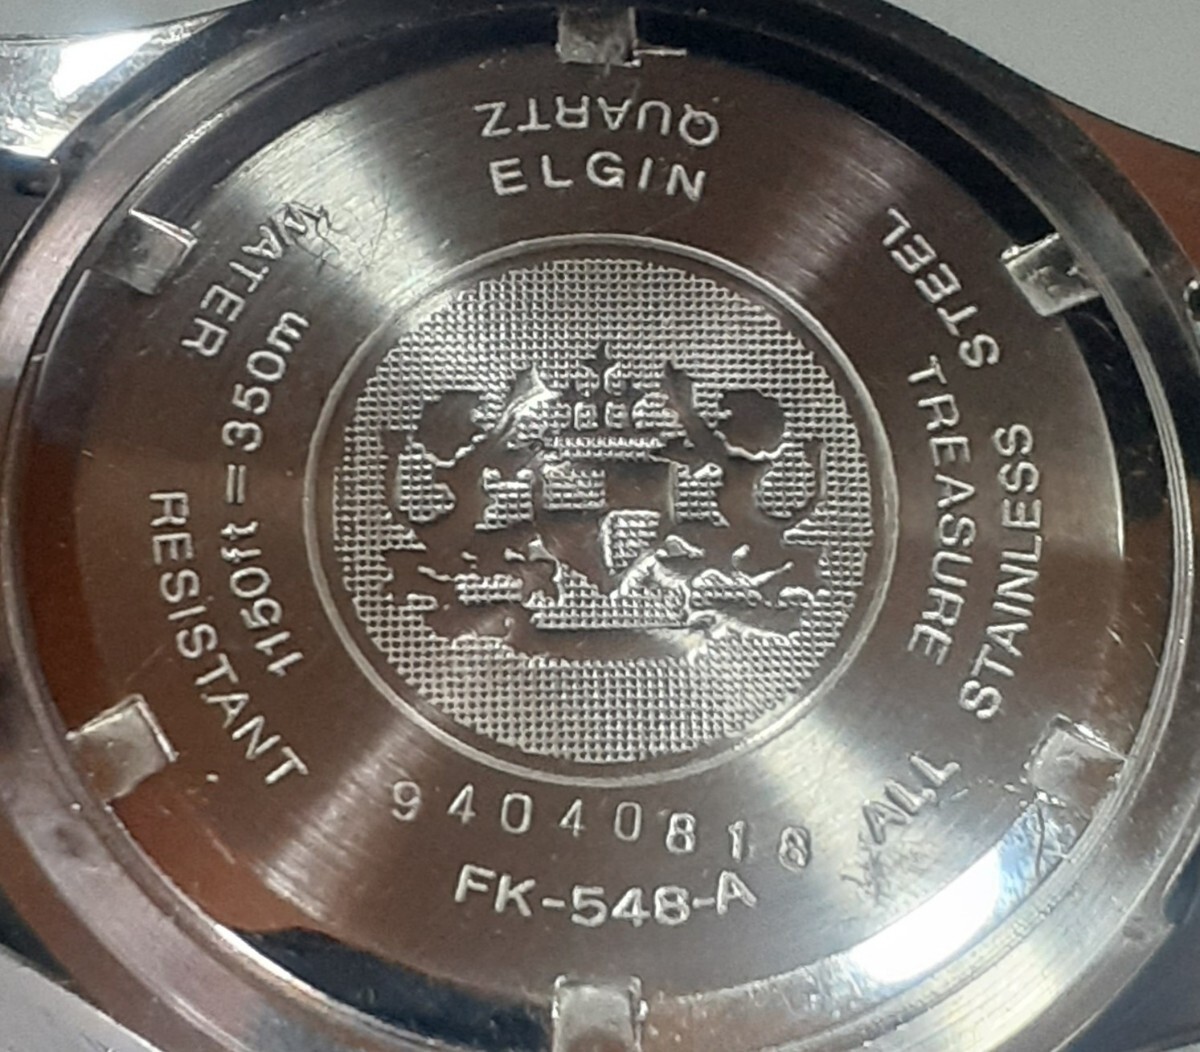 QUARTZ
ELGIN
WATER RESISTANT
1150ft = 350m
ALL STAINLESS STEEL
TREASURE
94040818
FK-548-A